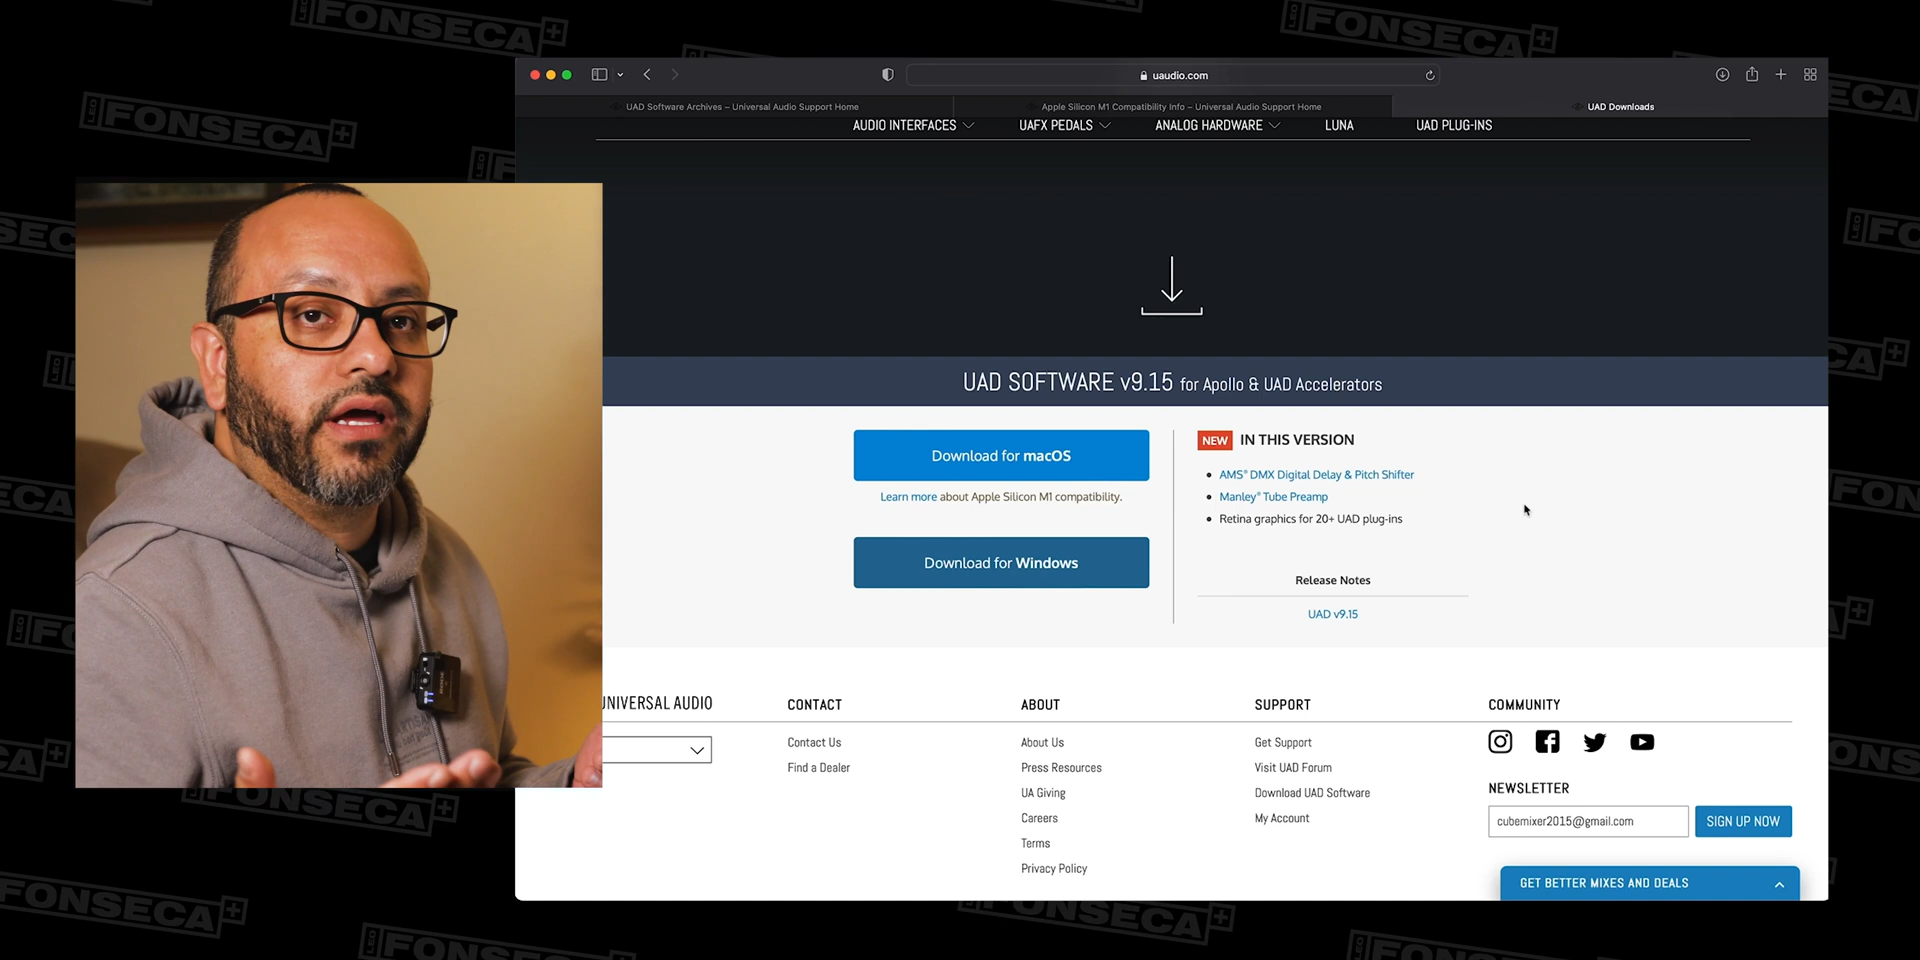 LEO FONSECA+
uaudio.com
UAD Software Archives – Universal Audio Support Home
Apple Silicon M1 Compatibility Info – Universal Audio Support Home
UAD Downloads
AUDIO INTERFACES
UAFX PEDALS
ANALOG HARDWARE
LUNA
UAD PLUG-INS
UAD SOFTWARE v9.15 for Apollo & UAD Accelerators
Download for macOS
Learn more about Apple Silicon M1 compatibility.
Download for Windows
NEW IN THIS VERSION
• AMS® DMX Digital Delay & Pitch Shifter
• Manley® Tube Preamp
• Retina graphics for 20+ UAD plug-ins
Release Notes
UAD v9.15
UNIVERSAL AUDIO
CONTACT
Contact Us
Find a Dealer
ABOUT
About Us
Press Resources
UA Giving
Careers
Terms
Privacy Policy
SUPPORT
Get Support
Visit UAD Forum
Download UAD Software
My Account
COMMUNITY
NEWSLETTER
cubemixer2015@gmail.com
SIGN UP NOW
GET BETTER MIXES AND DEALS